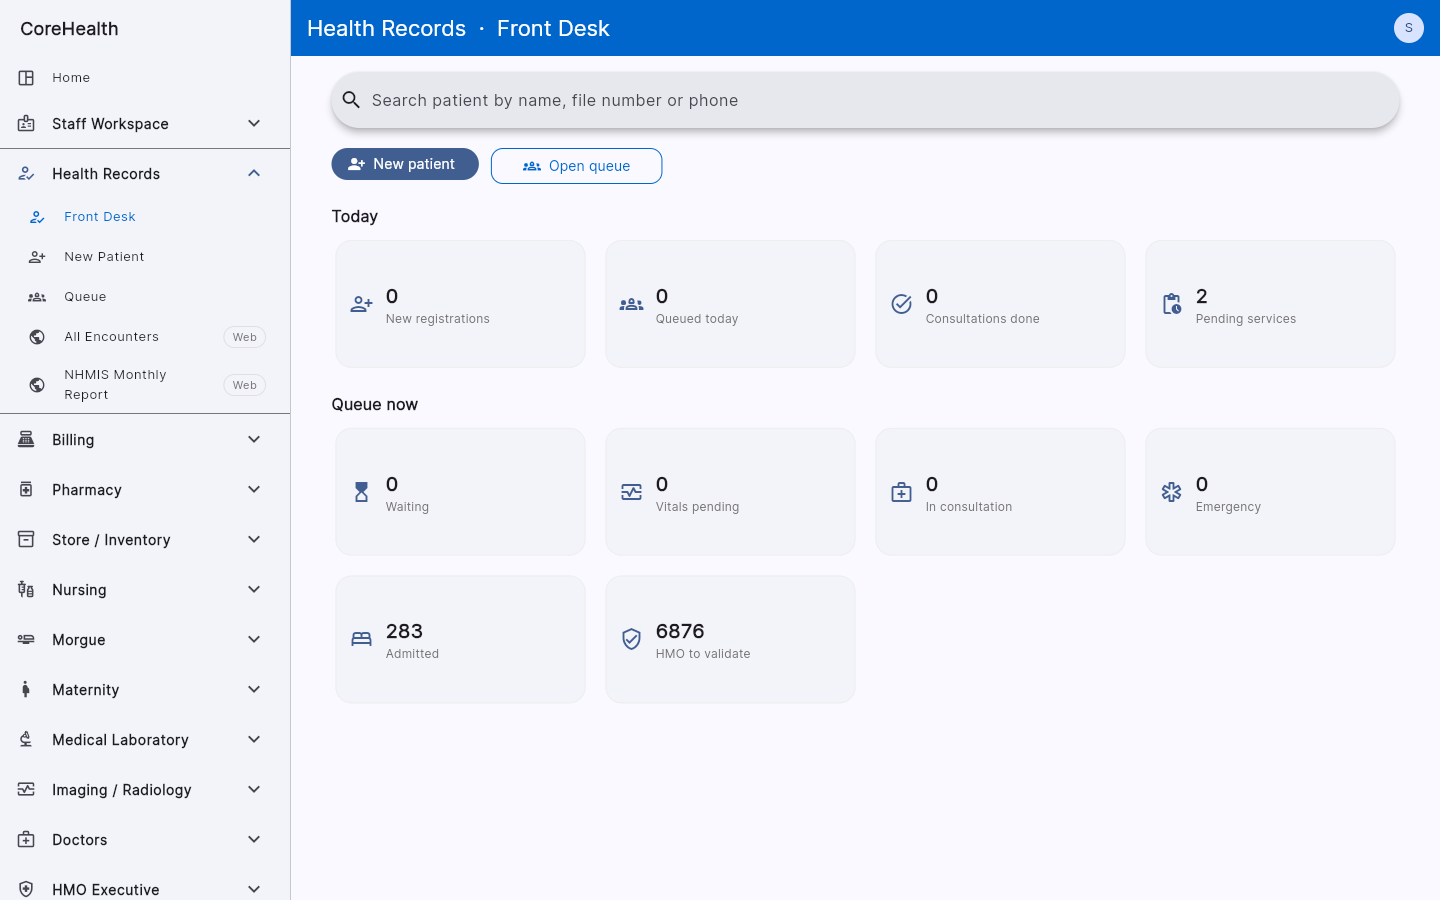 CoreHealth
Home
Staff Workspace
Health Records
Front Desk
New Patient
Queue
All Encounters
Web
NHMIS Monthly
Report
Web
Billing
Pharmacy
Store / Inventory
Nursing
Morgue
Maternity
Medical Laboratory
Imaging / Radiology
Doctors
HMO Executive
Health Records · Front Desk
S
Search patient by name, file number or phone
New patient
Open queue
Today
0
New registrations
0
Queued today
0
Consultations done
2
Pending services
Queue now
0
Waiting
0
Vitals pending
0
In consultation
0
Emergency
283
Admitted
6876
HMO to validate